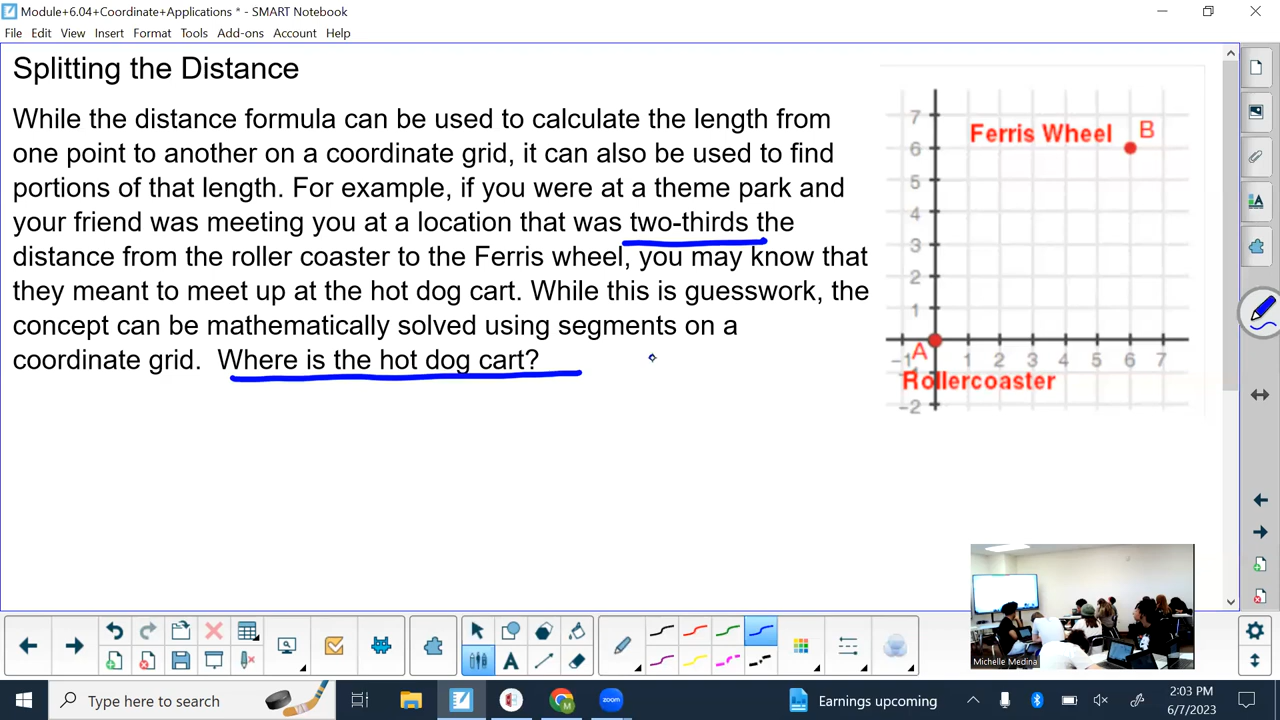 Module+6.04+Coordinate+Applications * - SMART Notebook
File Edit View Insert Format Tools Add-ons Account Help
Splitting the Distance
While the distance formula can be used to calculate the length from
one point to another on a coordinate grid, it can also be used to find
portions of that length. For example, if you were at a theme park and
your friend was meeting you at a location that was two-thirds the
distance from the roller coaster to the Ferris wheel, you may know that
they meant to meet up at the hot dog cart. While this is guesswork, the
concept can be mathematically solved using segments on a
coordinate grid. Where is the hot dog cart?
7
Ferris Wheel B
6
5
4
3
2
1
A
-1 1 2 3 4 5 6 7
Rollercoaster
-2
Michelle Medina
Type here to search
zoom
Earnings upcoming
2:03 PM
6/7/2023